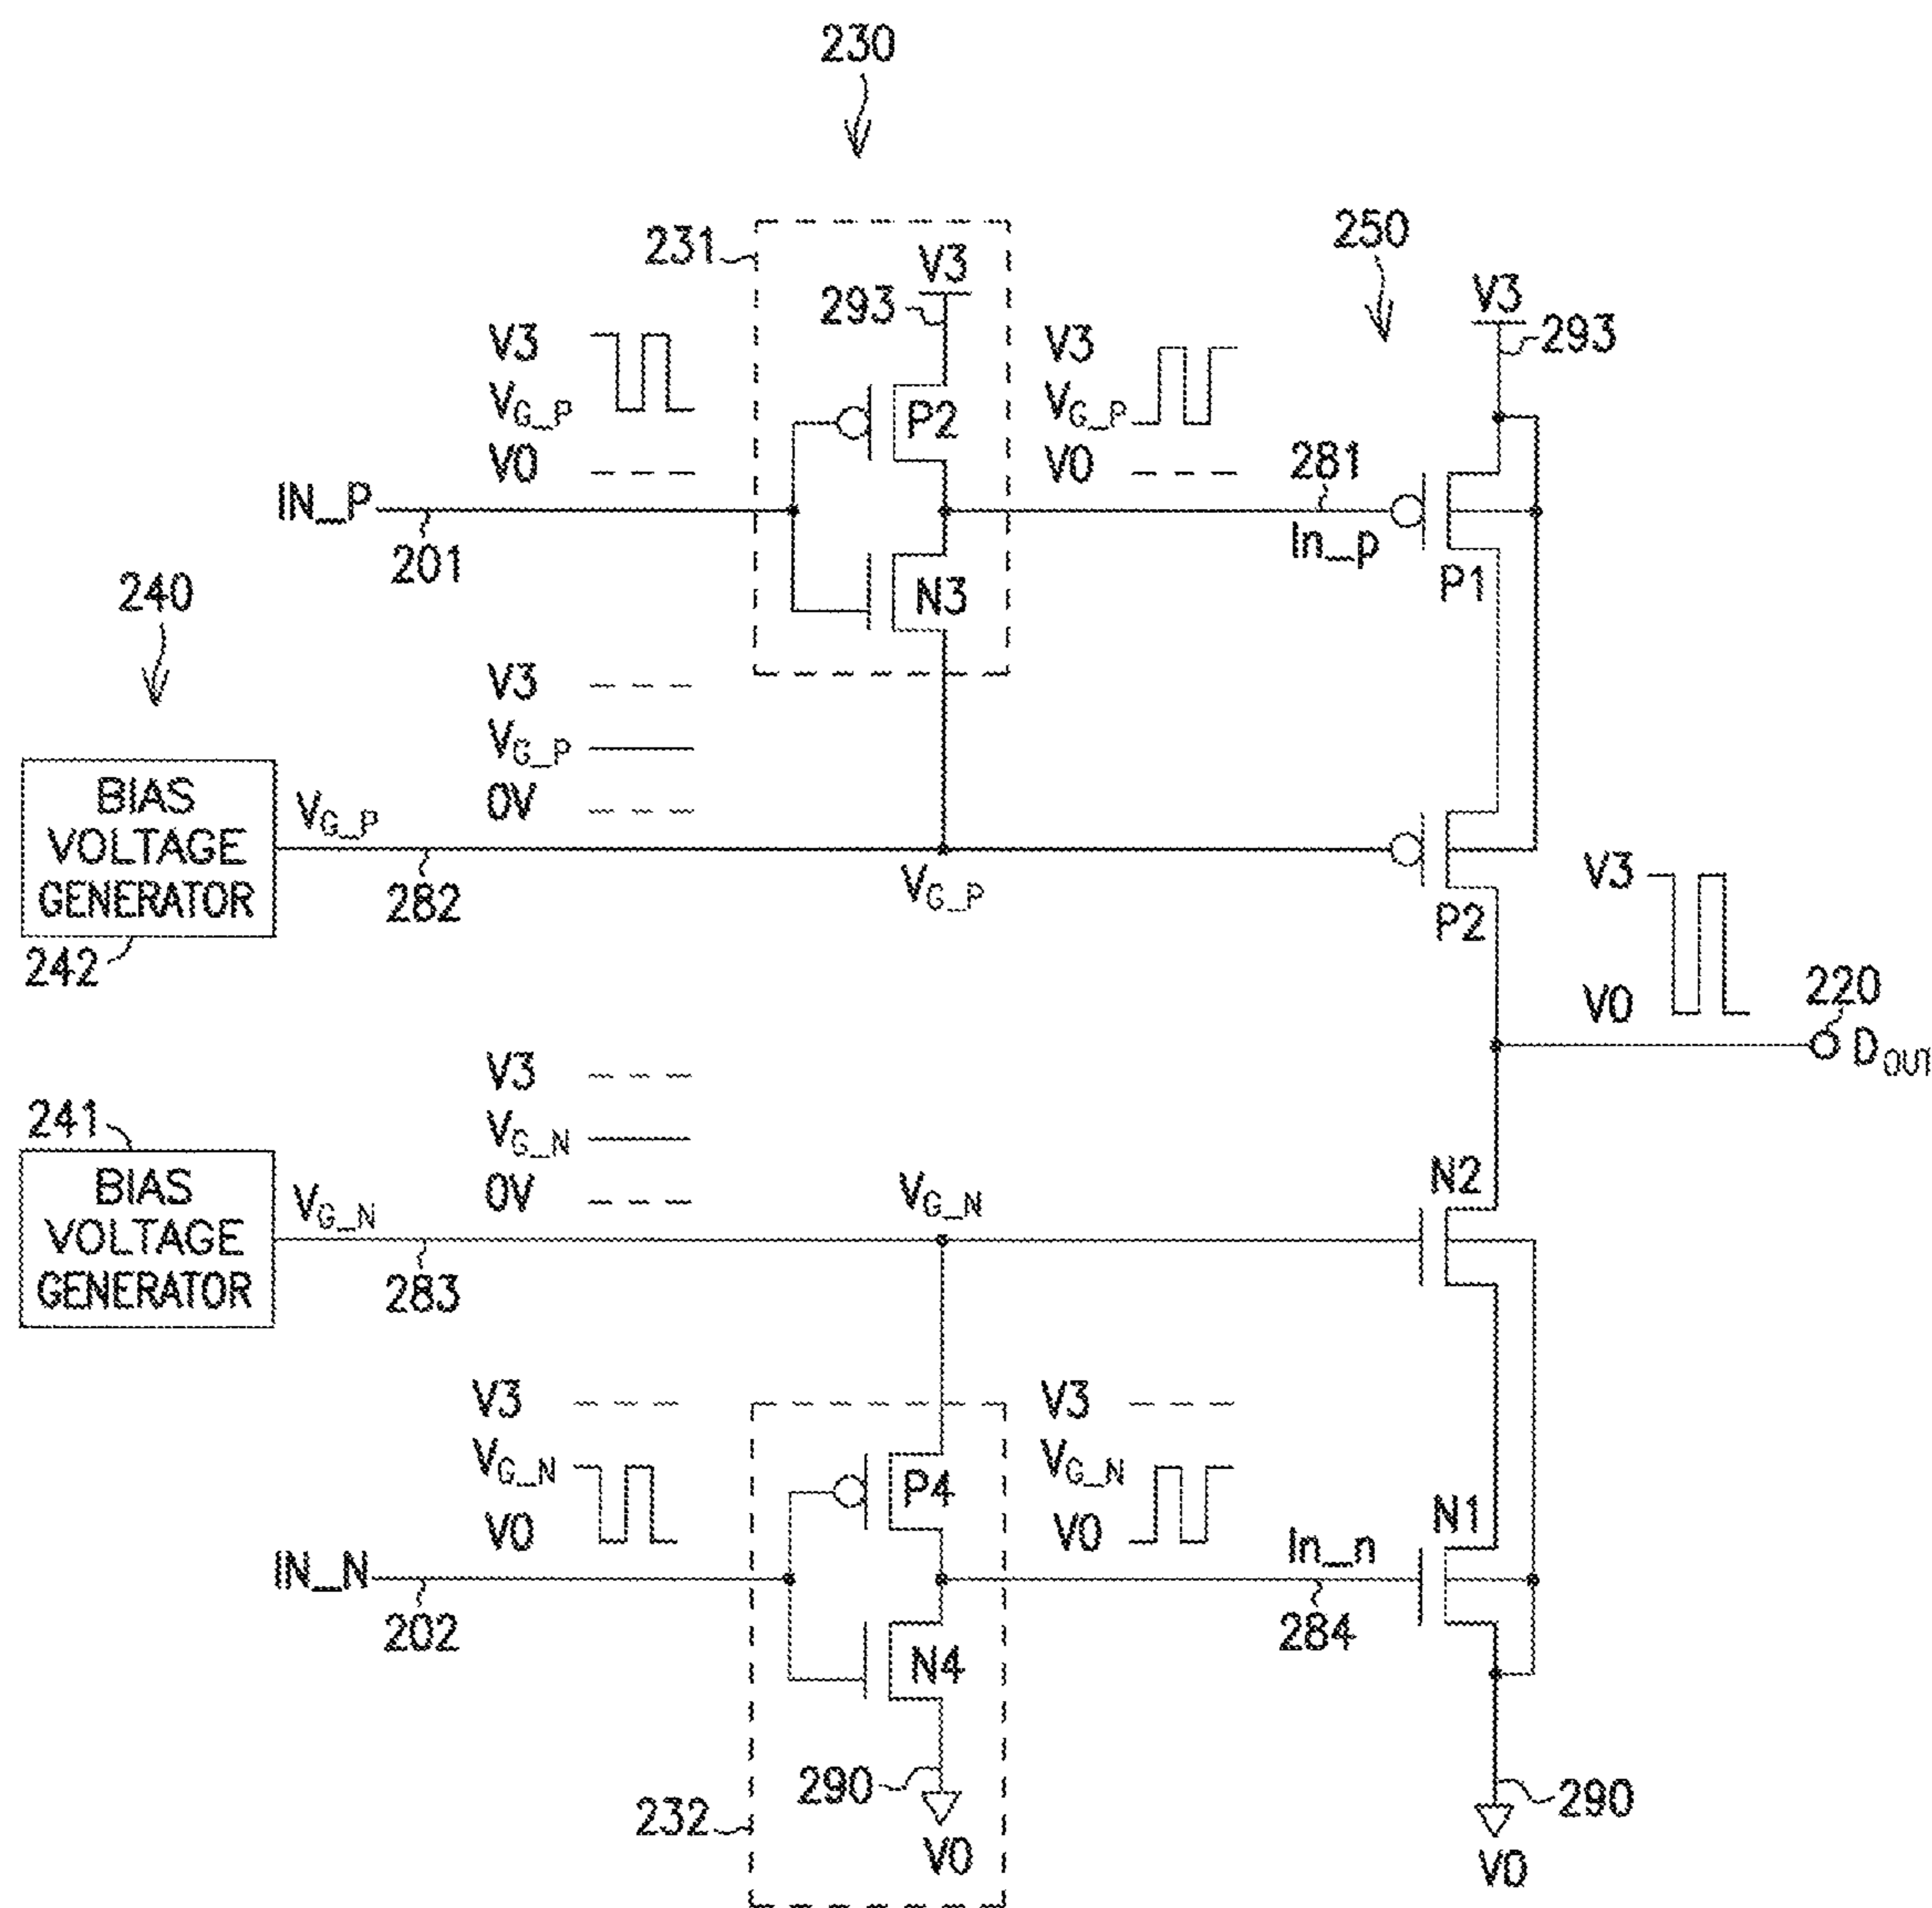 230
231
V3
293
250
V3
293
V3
V_G_P
V0
P2
V3
V_G_P
V0
281
IN_P
201
In_p
P1
N3
240
V3
V_G_P
0V
BIAS
VOLTAGE
GENERATOR
242
V_G_P
282
V_G_P
P2
V3
V0
220
D_OUT
241
BIAS
VOLTAGE
GENERATOR
V3
V_G_N
0V
V_G_N
283
V_G_N
N2
V3
V_G_N
V0
P4
V3
V_G_N
V0
IN_N
202
In_n
284
N1
N4
290
232
V0
290
V0